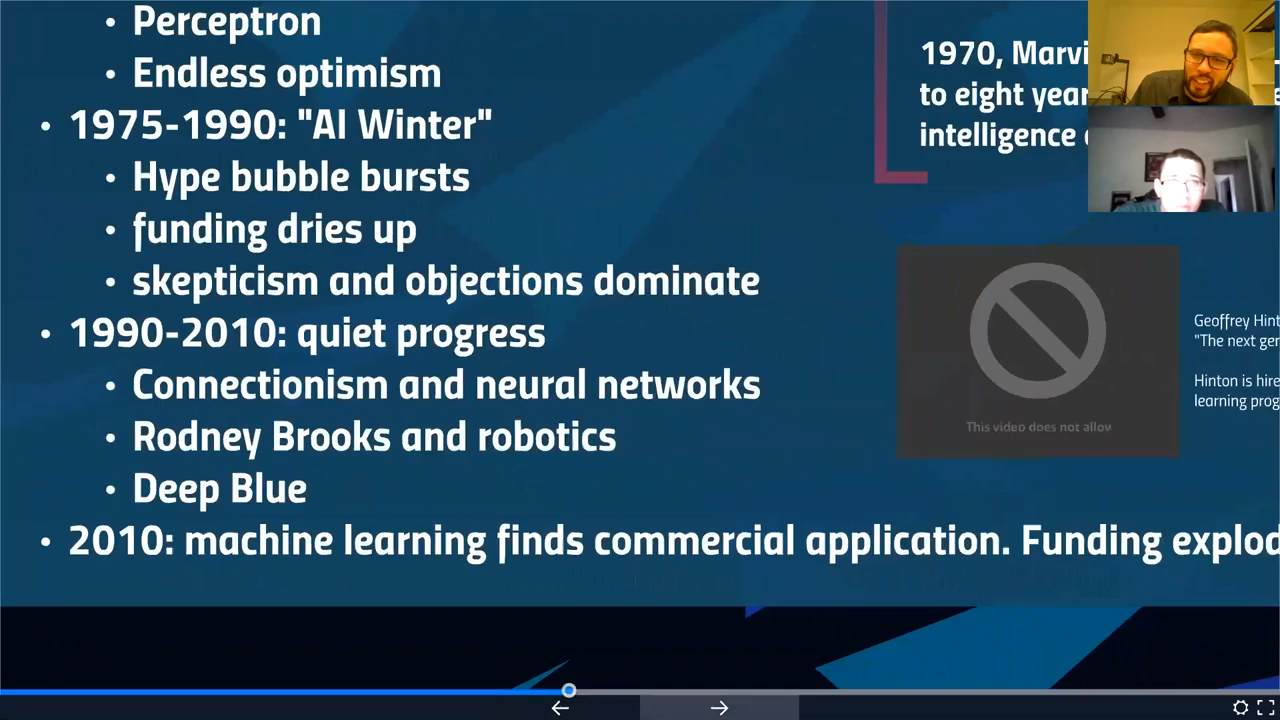 • Perceptron
• Endless optimism
• 1975-1990: "AI Winter"
• Hype bubble bursts
• funding dries up
• skepticism and objections dominate
• 1990-2010: quiet progress
• Connectionism and neural networks
• Rodney Brooks and robotics
• Deep Blue
• 2010: machine learning finds commercial application. Funding explod
1970, Marvi
to eight year
intelligence
This video does not allow
Geoffrey Hint
"The next gen
Hinton is hire
learning prog